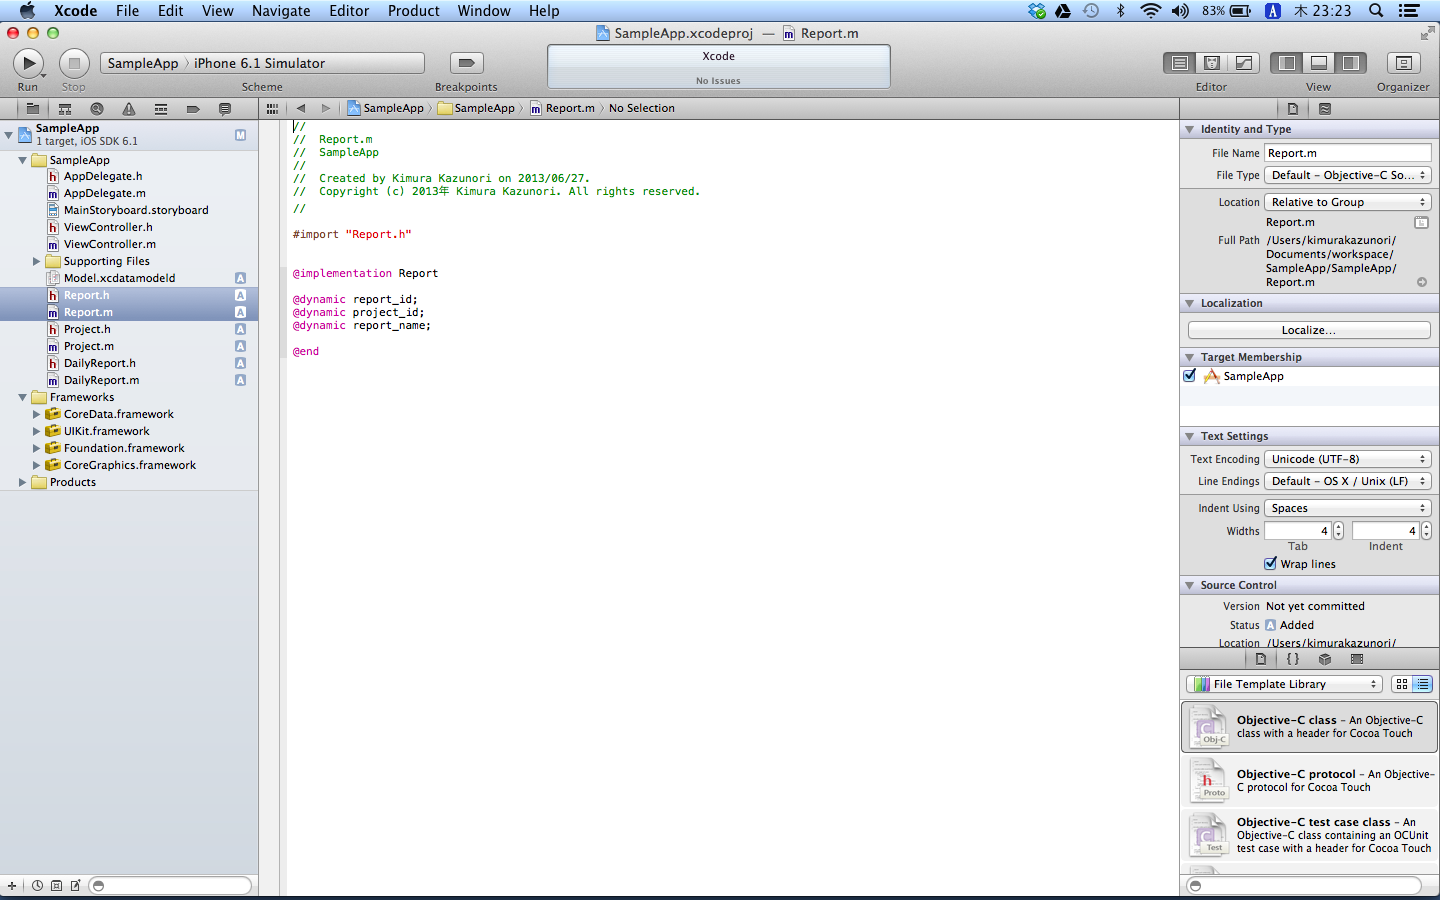 Xcode File Edit View Navigate Editor Product Window Help 83% A 木 23:23
SampleApp.xcodeproj — Report.m
SampleApp iPhone 6.1 Simulator
Xcode
No Issues
Run Stop Scheme Breakpoints Editor View Organizer
SampleApp SampleApp Report.m No Selection
SampleApp M
1 target, iOS SDK 6.1
SampleApp
AppDelegate.h
AppDelegate.m
MainStoryboard.storyboard
ViewController.h
ViewController.m
Supporting Files
Model.xcdatamodeld A
Report.h A
Report.m A
Project.h A
Project.m A
DailyReport.h A
DailyReport.m A
Frameworks
CoreData.framework
UIKit.framework
Foundation.framework
CoreGraphics.framework
Products
//
// Report.m
// SampleApp
//
// Created by Kimura Kazunori on 2013/06/27.
// Copyright (c) 2013年 Kimura Kazunori. All rights reserved.
//
#import "Report.h"
@implementation Report
@dynamic report_id;
@dynamic project_id;
@dynamic report_name;
@end
Identity and Type
File Name Report.m
File Type Default - Objective-C So...
Location Relative to Group
Report.m
Full Path /Users/kimurakazunori/
Documents/workspace/
SampleApp/SampleApp/
Report.m
Localization
Localize...
Target Membership
SampleApp
Text Settings
Text Encoding Unicode (UTF-8)
Line Endings Default - OS X / Unix (LF)
Indent Using Spaces
Widths 4 4
Tab Indent
Wrap lines
Source Control
Version Not yet committed
Status A Added
Location /Users/kimurakazunori/
{}
File Template Library
Obj-C
Objective-C class - An Objective-C
class with a header for Cocoa Touch
h
Proto
Objective-C protocol - An Objective-
C protocol for Cocoa Touch
Test
Objective-C test case class - An
Objective-C class containing an OCUnit
test case with a header for Cocoa Touch